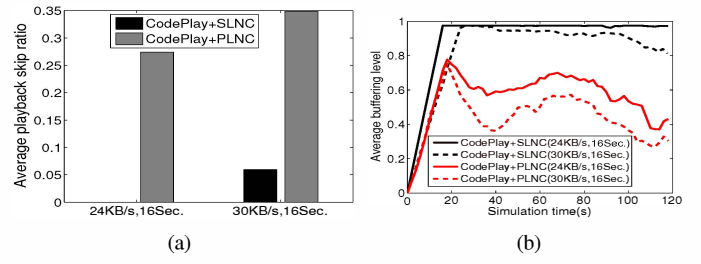 Average playback skip ratio
0.35
0.3
0.25
0.2
0.15
0.1
0.05
0
CodePlay+SLNC
CodePlay+PLNC
24KB/s,16Sec.
30KB/s,16Sec.
(a)
Average buffering level
1
0.8
0.6
0.4
0.2
0
CodePlay+SLNC(24KB/s,16Sec.)
CodePlay+SLNC(30KB/s,16Sec.)
CodePlay+PLNC(24KB/s,16Sec.)
CodePlay+PLNC(30KB/s,16Sec.)
0 20 40 60 80 100 120
Simulation time(s)
(b)